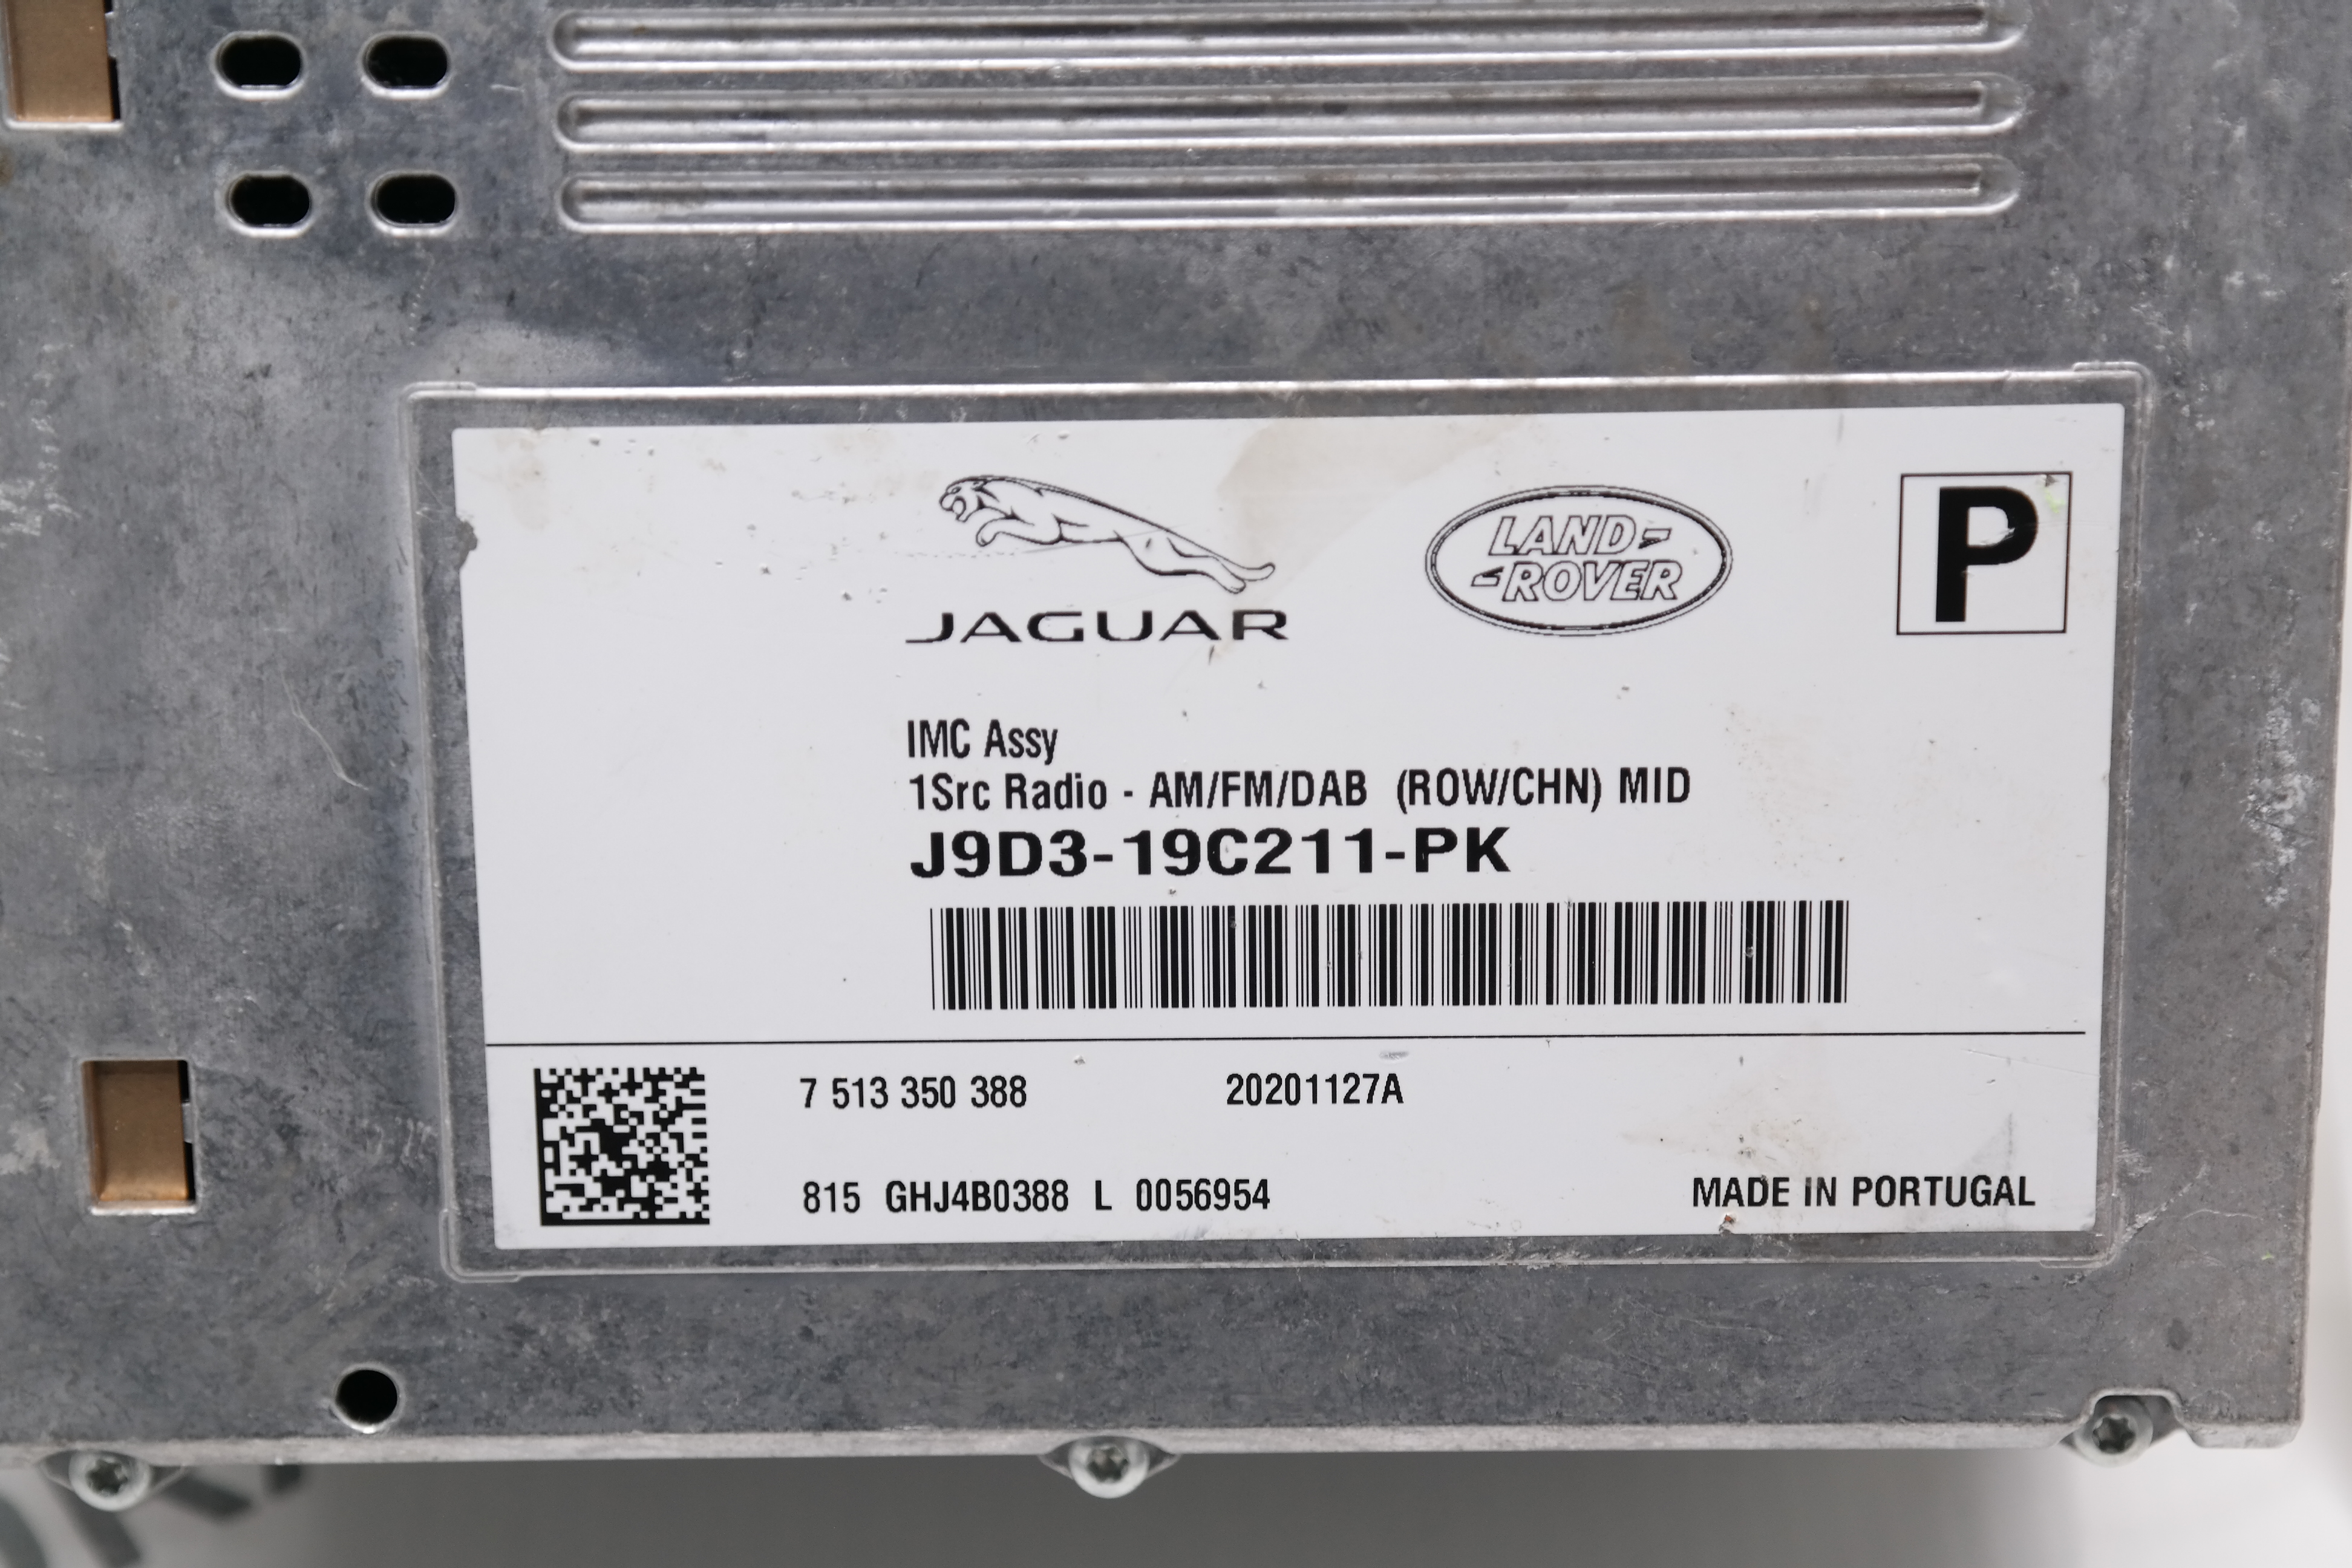 JAGUAR
LAND-
-ROVER
P
IMC Assy
1Src Radio - AM/FM/DAB (ROW/CHN) MID
J9D3-19C211-PK
7 513 350 388 20201127A
815 GHJ4B0388 L 0056954 MADE IN PORTUGAL